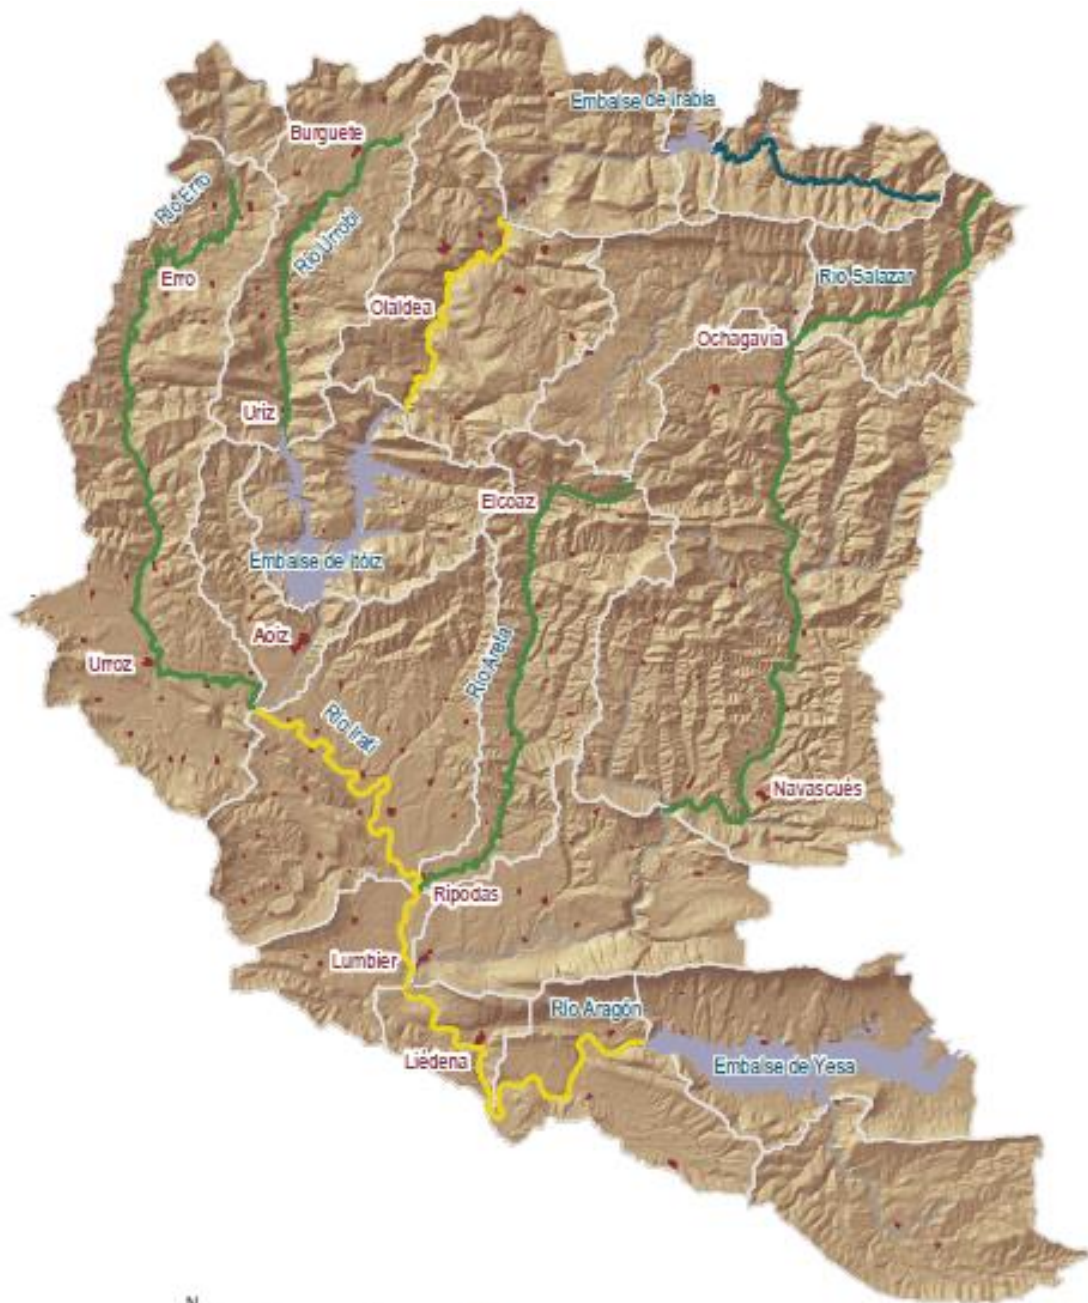 Embalse de Irabia
Burguete
Río Erro
Río Urrobi
Erro
Río Salazar
Olaldea
Ochagavía
Uriz
Elcoaz
Embalse de Itóiz
Aoiz
Río Areta
Urroz
Río Irati
Navascués
Ripodas
Lumbier
Río Aragón
Liédena
Embalse de Yesa